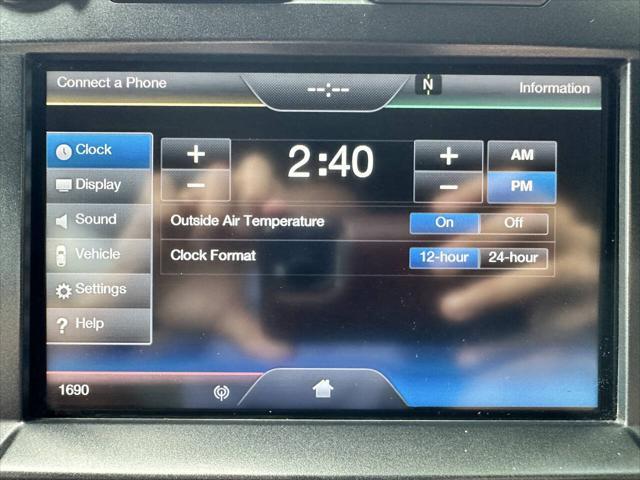 Connect a Phone
--:--
N
Information
Clock
Display
Sound
Vehicle
Settings
? Help
+
−
2:40
+
−
AM
PM
Outside Air Temperature On Off
Clock Format 12-hour 24-hour
1690